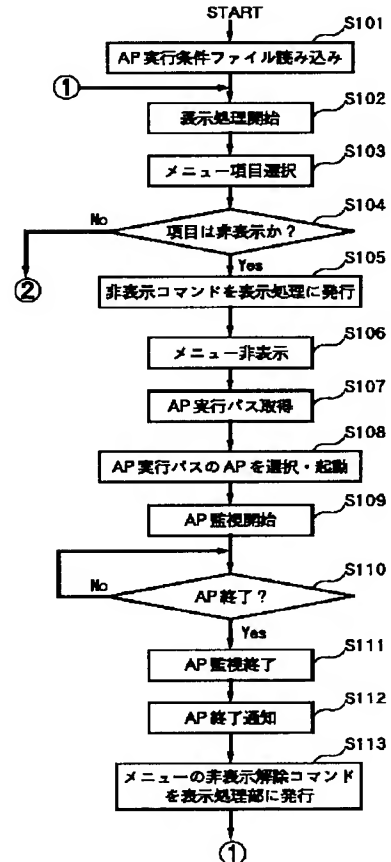 START
S101
AP実行条件ファイル読み込み
①
S102
表示処理開始
S103
メニュー項目選択
S104
No
項目は非表示か？
②
Yes
S105
非表示コマンドを表示処理に発行
S106
メニュー非表示
S107
AP実行パス取得
S108
AP実行パスのAPを選択・起動
S109
AP監視開始
S110
No
AP終了？
Yes
S111
AP監視終了
S112
AP終了通知
S113
メニューの非表示解除コマンド
を表示処理部に発行
①